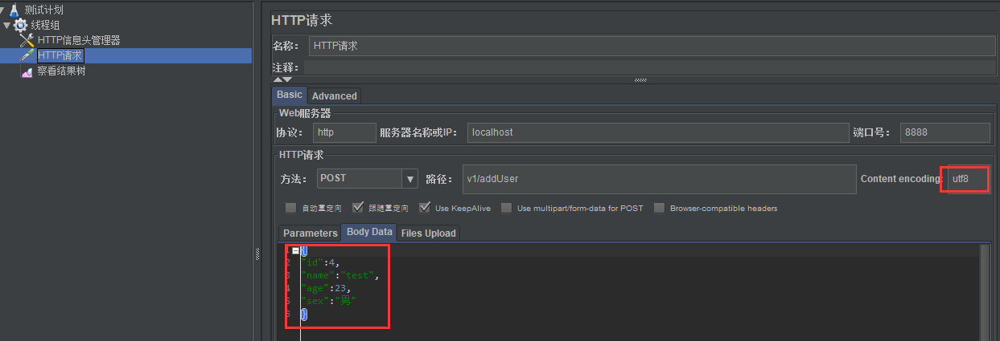 测试计划
线程组
HTTP信息头管理器
HTTP请求
察看结果树
HTTP请求
名称： HTTP请求
注释：
Basic Advanced
Web服务器
协议： http 服务器名称或IP： localhost 端口号： 8888
HTTP请求
方法： POST 路径： v1/addUser Content encoding: utf8
自动重定向 跟随重定向 Use KeepAlive Use multipart/form-data for POST Browser-compatible headers
Parameters Body Data Files Upload
1 {
2 "id":4,
3 "name":"test",
4 "age":23,
5 "sex":"男"
6 }